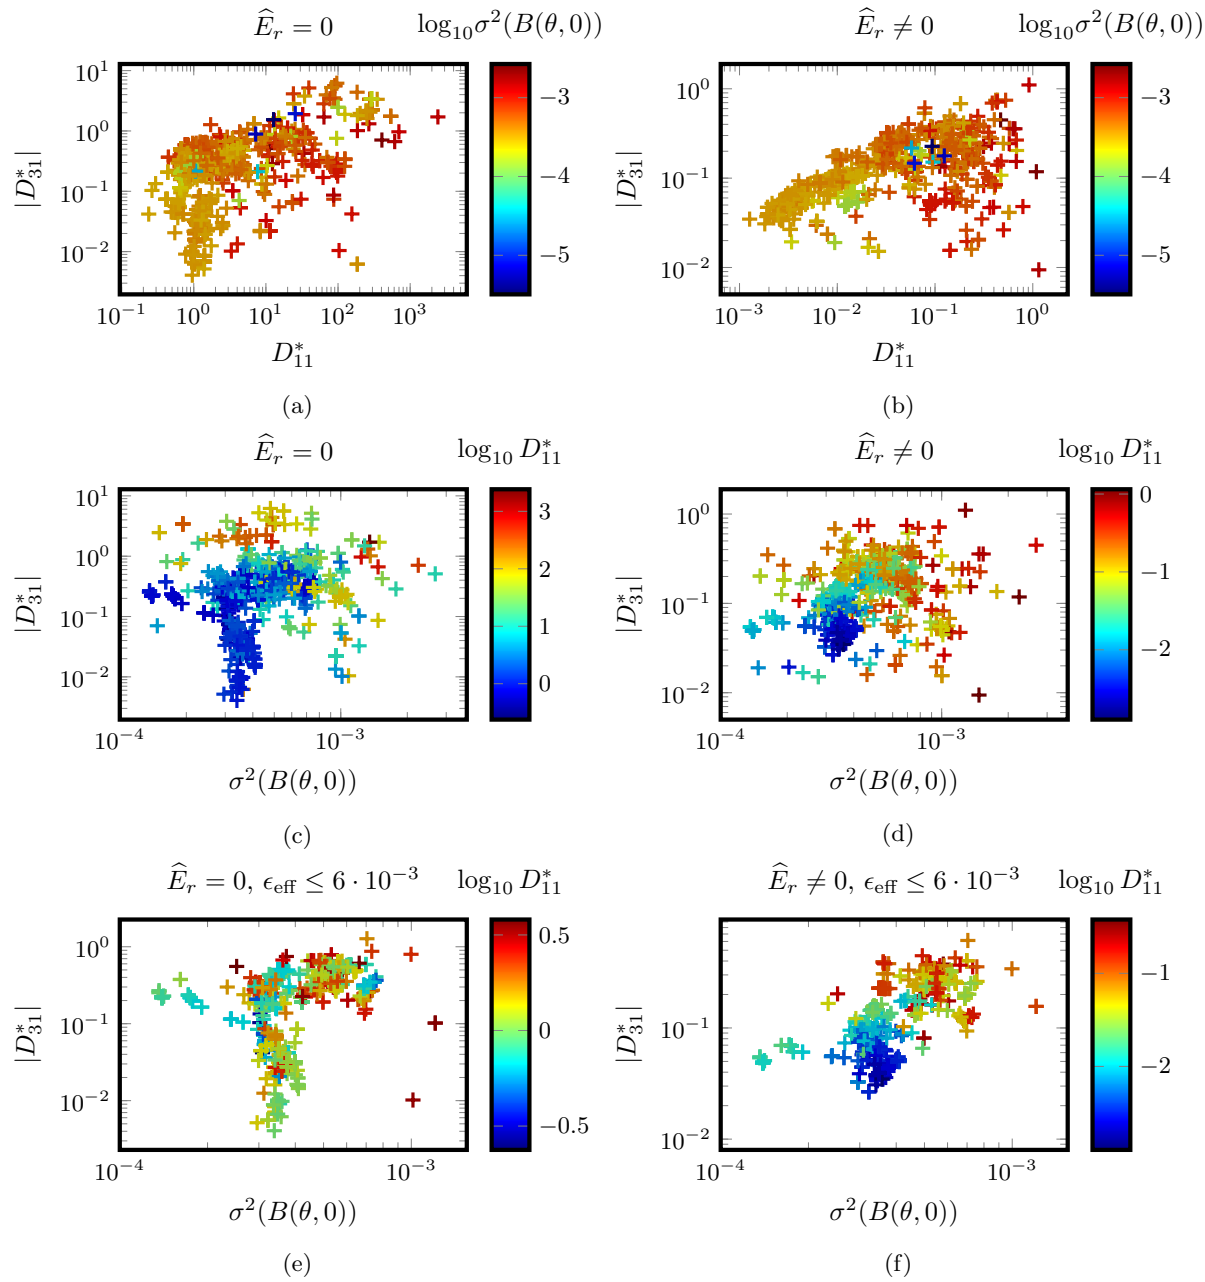 Ê_r = 0 log₁₀σ²(B(θ, 0))
10¹
10⁰
10⁻¹
10⁻²
|D*₃₁|
10⁻¹ 10⁰ 10¹ 10² 10³
D*₁₁
−3
−4
−5
(a)
Ê_r ≠ 0 log₁₀σ²(B(θ, 0))
10⁰
10⁻¹
10⁻²
|D*₃₁|
10⁻³ 10⁻² 10⁻¹ 10⁰
D*₁₁
−3
−4
−5
(b)
Ê_r = 0 log₁₀ D*₁₁
10¹
10⁰
10⁻¹
10⁻²
|D*₃₁|
10⁻⁴ 10⁻³
σ²(B(θ, 0))
3
2
1
0
(c)
Ê_r ≠ 0 log₁₀ D*₁₁
10⁰
10⁻¹
10⁻²
|D*₃₁|
10⁻⁴ 10⁻³
σ²(B(θ, 0))
0
−1
−2
(d)
Ê_r = 0, ϵ_eff ≤ 6 · 10⁻³ log₁₀ D*₁₁
10⁰
10⁻¹
10⁻²
|D*₃₁|
10⁻⁴ 10⁻³
σ²(B(θ, 0))
0.5
0
−0.5
(e)
Ê_r ≠ 0, ϵ_eff ≤ 6 · 10⁻³ log₁₀ D*₁₁
10⁰
10⁻¹
10⁻²
|D*₃₁|
10⁻⁴ 10⁻³
σ²(B(θ, 0))
−1
−2
(f)